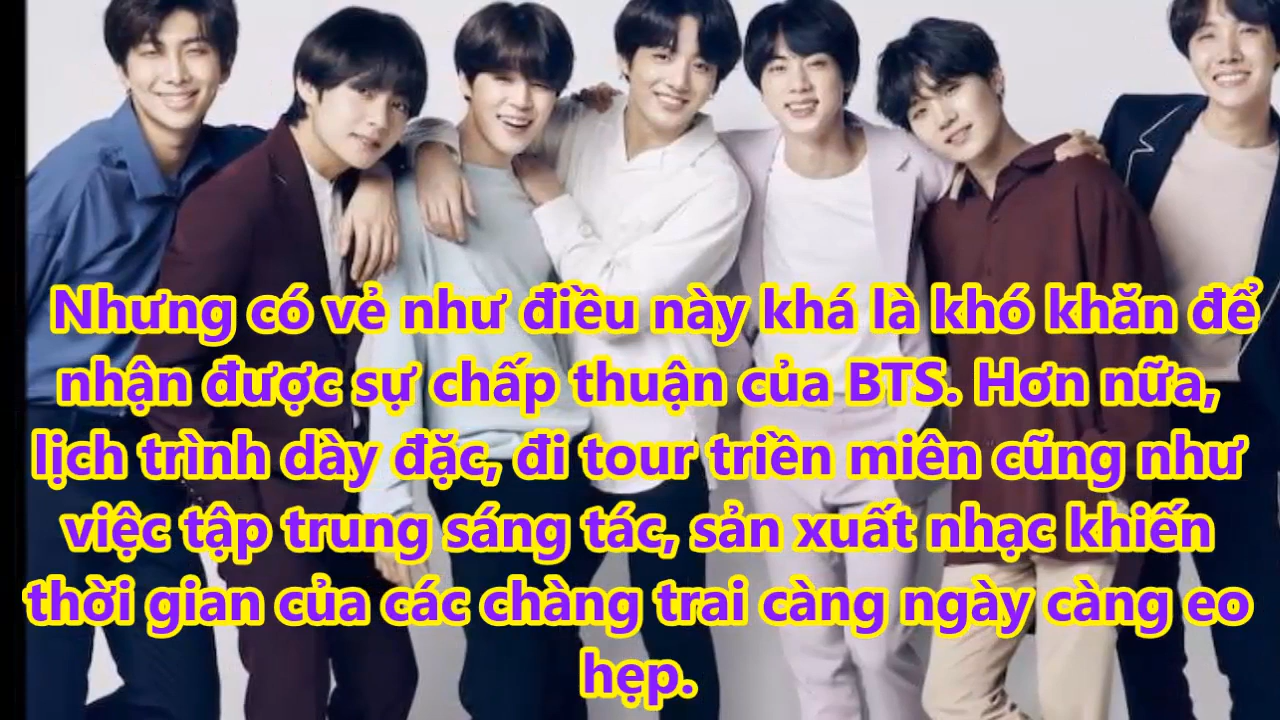 Nhưng có vẻ như điều này khá là khó khăn để
nhận được sự chấp thuận của BTS. Hơn nữa,
lịch trình dày đặc, đi tour triền miên cũng như
việc tập trung sáng tác, sản xuất nhạc khiến
thời gian của các chàng trai càng ngày càng eo
hẹp.